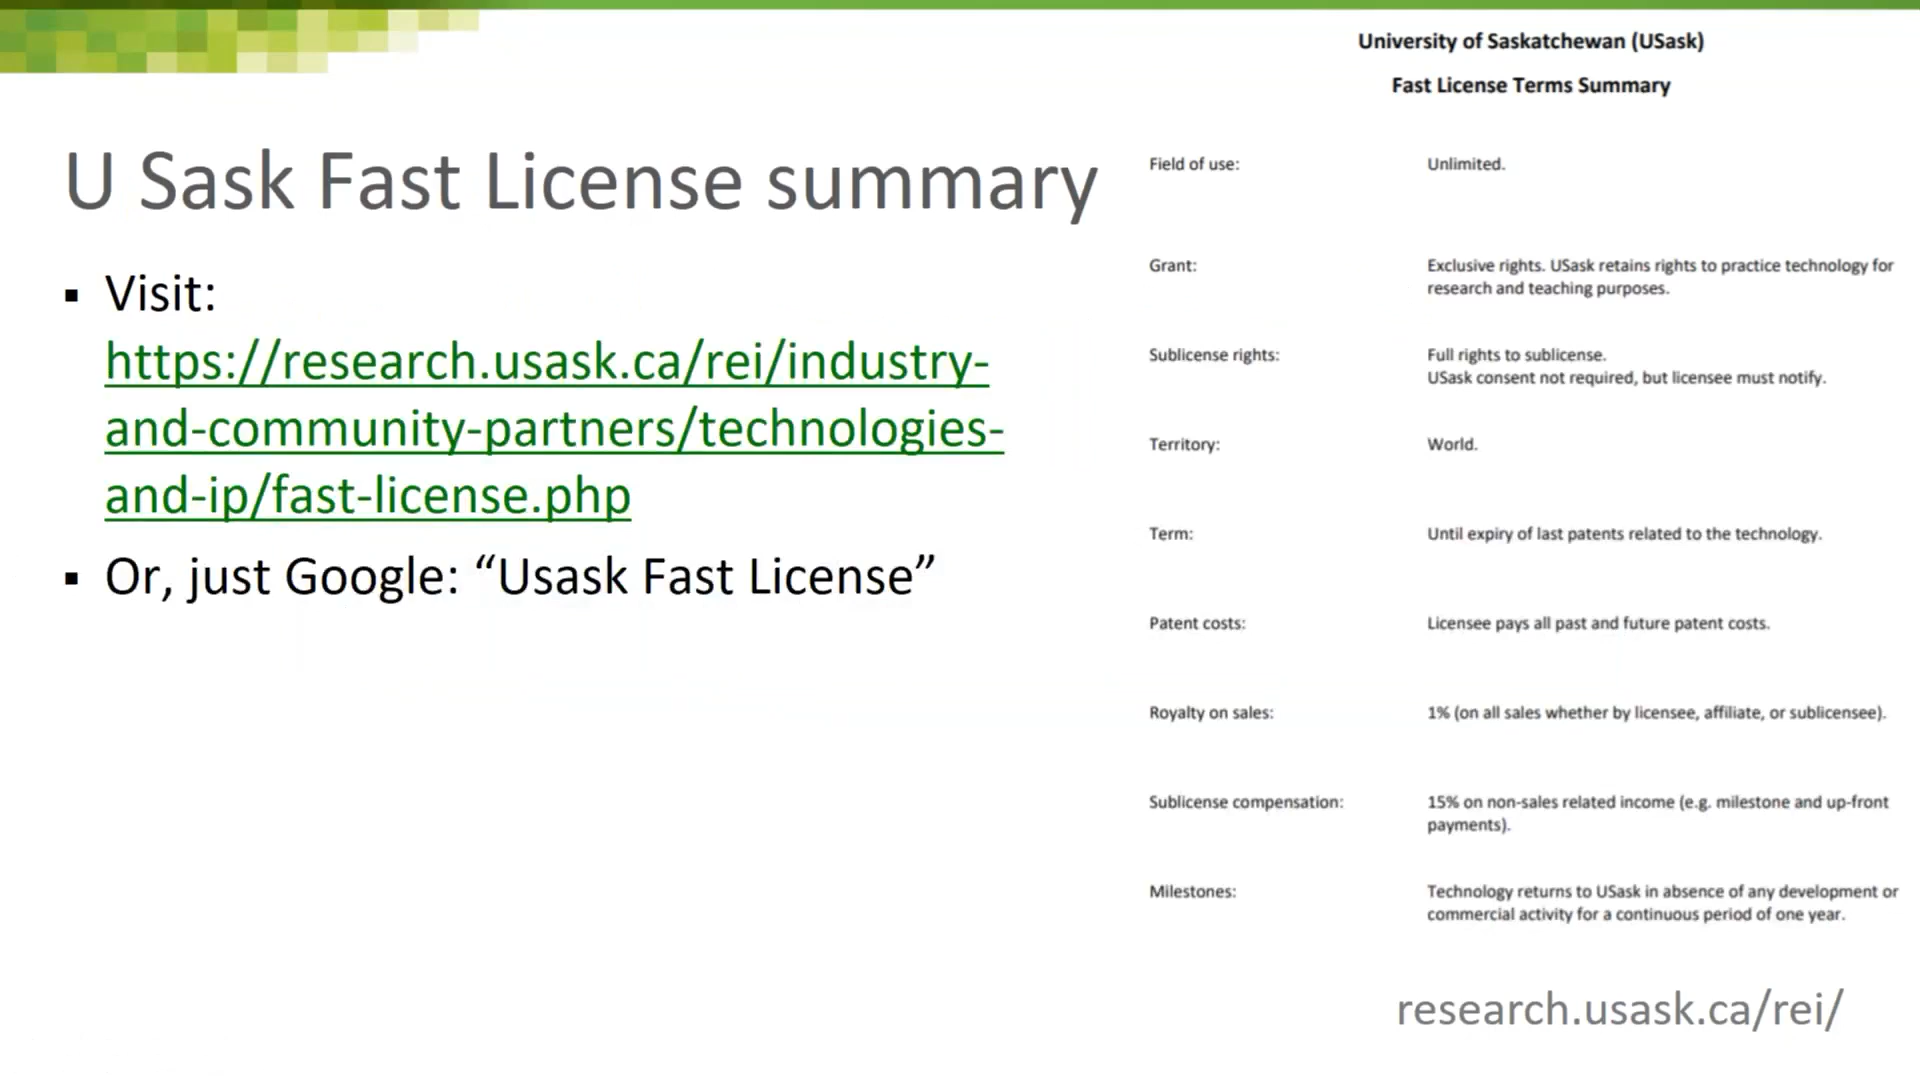 U Sask Fast License summary
▪ Visit:
https://research.usask.ca/rei/industry-
and-community-partners/technologies-
and-ip/fast-license.php
▪ Or, just Google: “Usask Fast License”
University of Saskatchewan (USask)
Fast License Terms Summary
Field of use: Unlimited.
Grant: Exclusive rights. USask retains rights to practice technology for
research and teaching purposes.
Sublicense rights: Full rights to sublicense.
USask consent not required, but licensee must notify.
Territory: World.
Term: Until expiry of last patents related to the technology.
Patent costs: Licensee pays all past and future patent costs.
Royalty on sales: 1% (on all sales whether by licensee, affiliate, or sublicensee).
Sublicense compensation: 15% on non-sales related income (e.g. milestone and up-front
payments).
Milestones: Technology returns to USask in absence of any development or
commercial activity for a continuous period of one year.
research.usask.ca/rei/